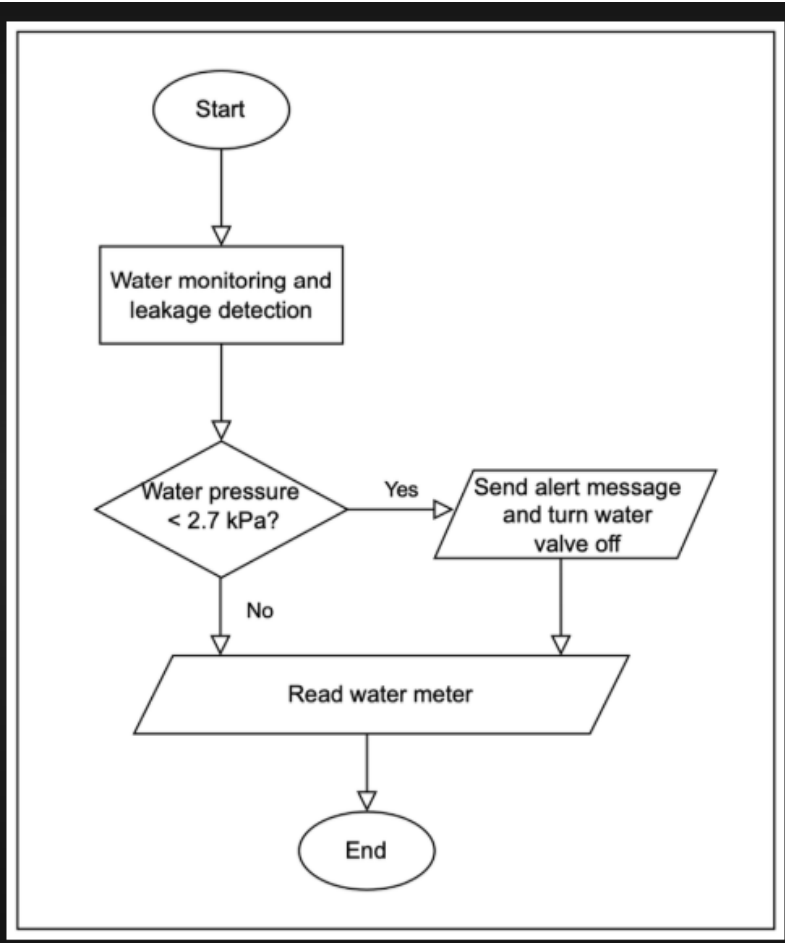 Start
Water monitoring and
leakage detection
Water pressure
< 2.7 kPa?
Yes
Send alert message
and turn water
valve off
No
Read water meter
End